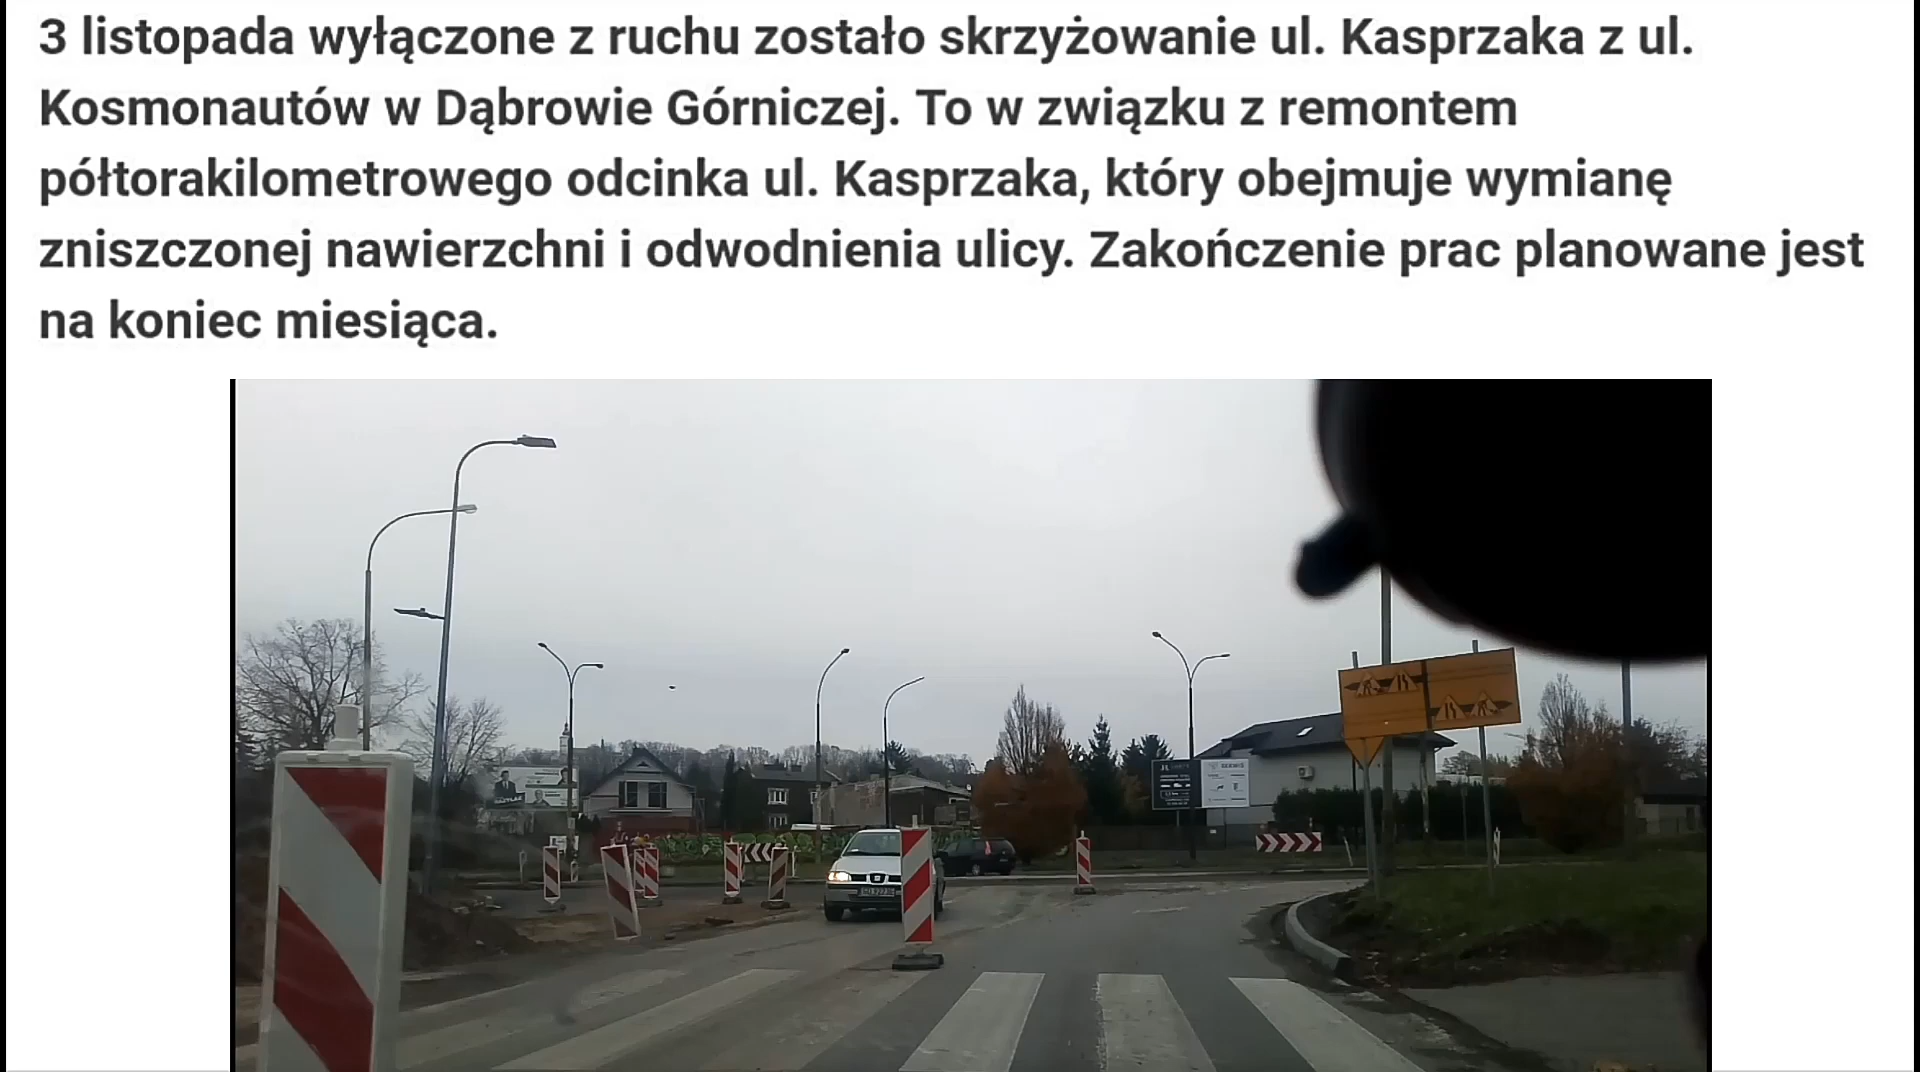 3 listopada wyłączone z ruchu zostało skrzyżowanie ul. Kasprzaka z ul.
Kosmonautów w Dąbrowie Górniczej. To w związku z remontem
półtorakilometrowego odcinka ul. Kasprzaka, który obejmuje wymianę
zniszczonej nawierzchni i odwodnienia ulicy. Zakończenie prac planowane jest
na koniec miesiąca.